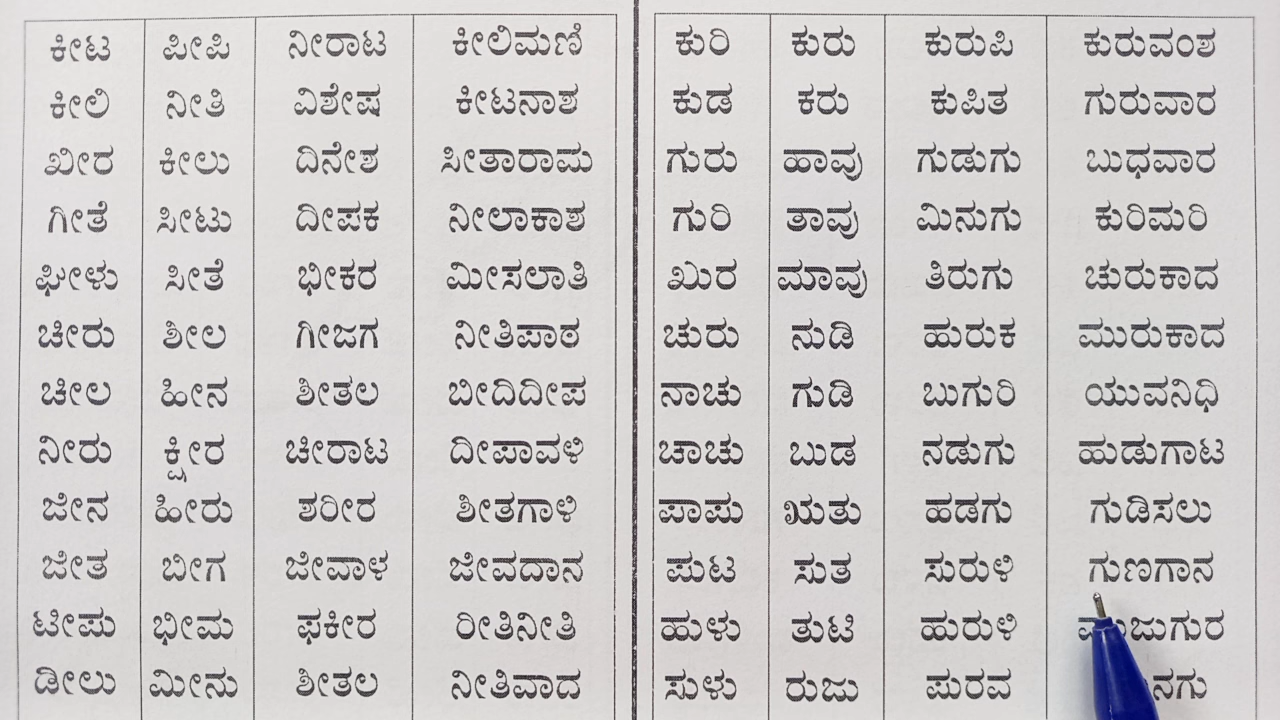 ಕೀಟ ಪೀಪಿ ನೀರಾಟ ಕೀಲಿಮಣಿ
ಕೀಲಿ ನೀತಿ ವಿಶೇಷ ಕೀಟನಾಶ
ಖೀರ ಕೀಲು ದಿನೇಶ ಸೀತಾರಾಮ
ಗೀತೆ ಸೀಟು ದೀಪಕ ನೀಲಾಕಾಶ
ಘೀಳು ಸೀತೆ ಭೀಕರ ಮೀಸಲಾತಿ
ಚೀರು ಶೀಲ ಗೀಜಗ ನೀತಿಪಾಠ
ಚೀಲ ಹೀನ ಶೀತಲ ಬೀದಿದೀಪ
ನೀರು ಕ್ಷೀರ ಚೀರಾಟ ದೀಪಾವಳಿ
ಜೇನ ಹೀರು ಶರೀರ ಶೀತಗಾಳಿ
ಜೀತ ಬೀಗ ಜೀವಾಳ ಜೀವದಾನ
ಟೀಪು ಭೀಮ ಫಕೀರ ರೀತಿನೀತಿ
ಡೀಲು ಮೀನು ಶೀತಲ ನೀತಿವಾದ
ಕುರಿ ಕುರು ಕುರುಪಿ ಕುರುವಂಶ
ಕುಡ ಕರು ಕುಪಿತ ಗುರುವಾರ
ಗುರು ಹಾವು ಗುಡುಗು ಬುಧವಾರ
ಗುರಿ ತಾವು ಮಿನುಗು ಕುರಿಮರಿ
ಖುರ ಮಾವು ತಿರುಗು ಚುರುಕಾದ
ಚುರು ನುಡಿ ಹುರುಕ ಮುರುಕಾದ
ನಾಚು ಗುಡಿ ಬುಗುರಿ ಯುವನಿಧಿ
ಚಾಚು ಬುಡ ನಡುಗು ಹುಡುಗಾಟ
ಪಾಪು ಋತು ಹಡಗು ಗುಡಿಸಲು
ಪುಟ ಸುತ ಸುರುಳಿ ಗುಣಗಾನ
ಹುಳು ತುಟಿ ಹುರುಳಿ
ಸುಳು ರುಜು ಪುರವ